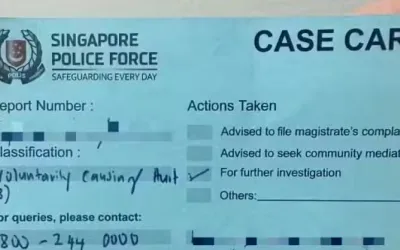 SINGAPORE
POLICE FORCE
SAFEGUARDING EVERY DAY
POLIS
CASE CAR
eport Number :
Actions Taken
Advised to file magistrate's compla
lassification :
Advised to seek community mediat
Voluntarily Causing Hurt
✓ For further investigation
Others:
or queries, please contact:
800 - 244 0000